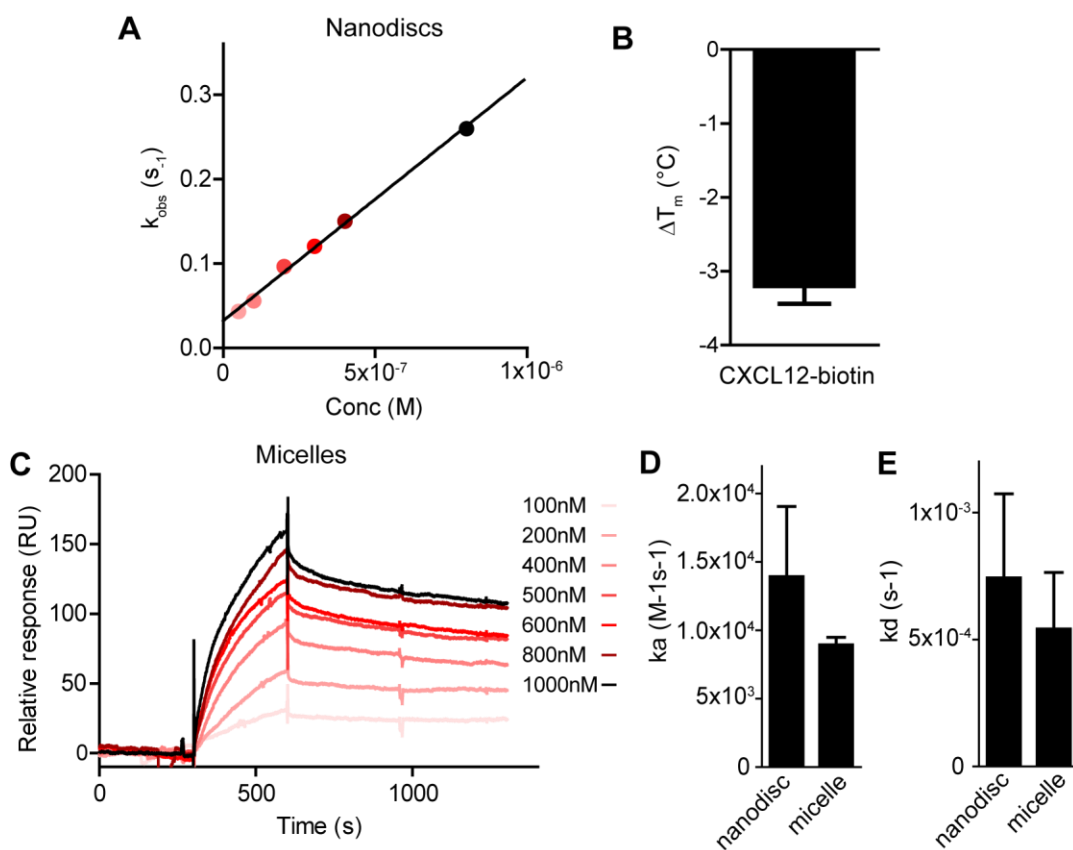 A
Nanodiscs
0.3
0.2
0.1
0.0
kobs (s-1)
0
5x10-7
1x10-6
Conc (M)
B
0
-1
-2
-3
-4
ΔTm (°C)
CXCL12-biotin
C
Micelles
200
150
100
50
0
Relative response (RU)
0
500
1000
Time (s)
100nM
200nM
400nM
500nM
600nM
800nM
1000nM
D
2.0x10⁴
1.5x10⁴
1.0x10⁴
5x10³
0
ka (M-1s-1)
nanodisc
micelle
E
1x10-³
5x10-⁴
0
kd (s-1)
nanodisc
micelle